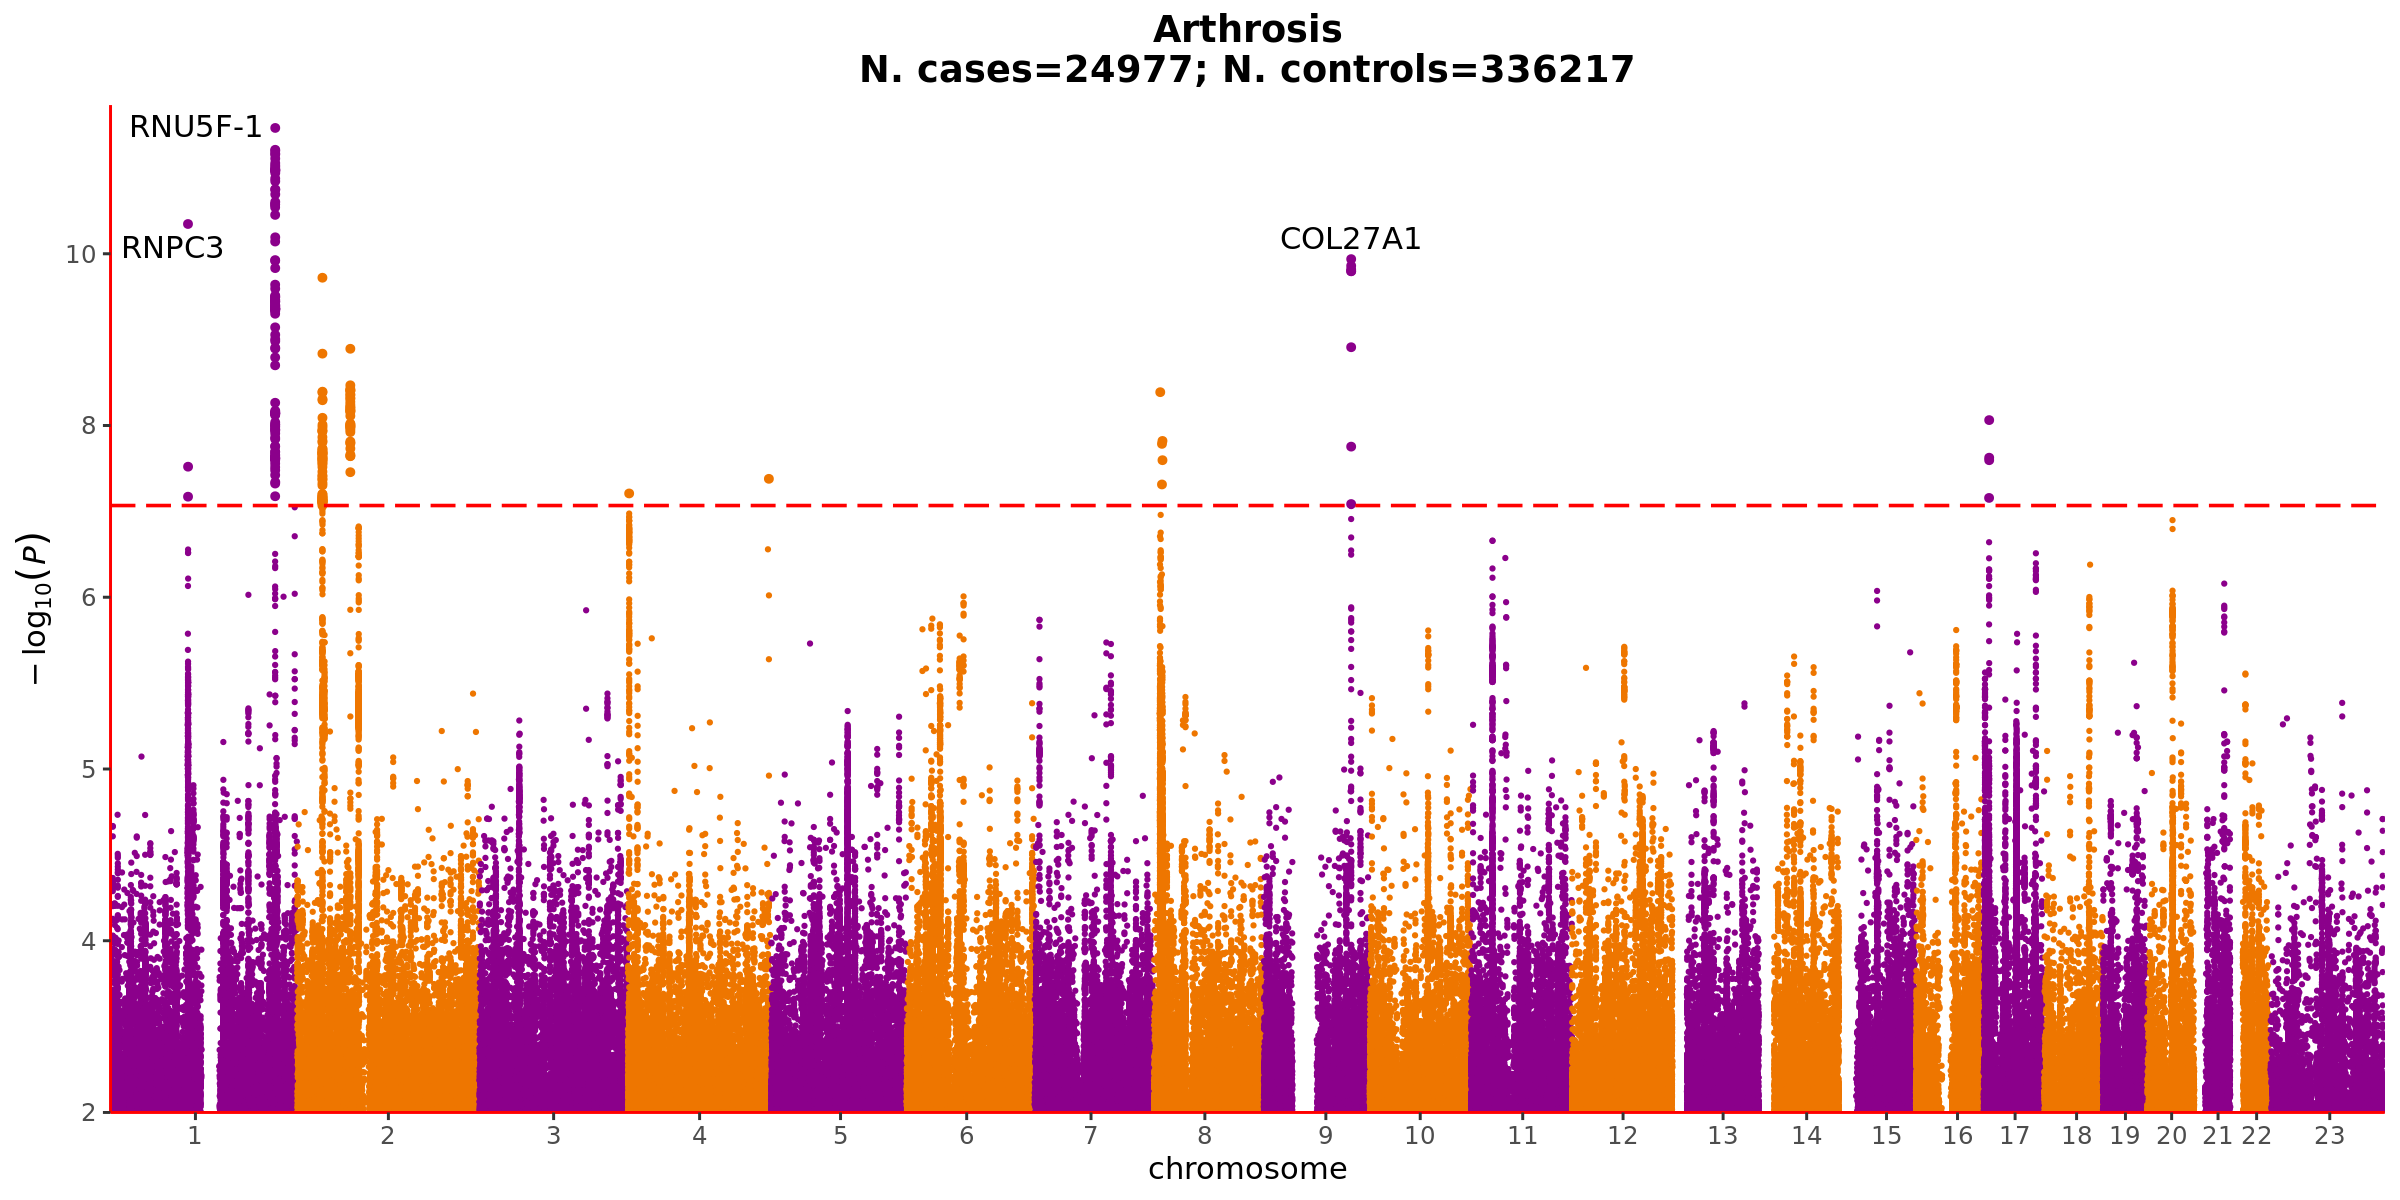 Arthrosis
N. cases=24977; N. controls=336217
RNU5F-1
RNPC3
COL27A1
10
8
6
5
4
2
−log10(P)
1 2 3 4 5 6 7 8 9 10 11 12 13 14 15 16 17 18 19 20 21 22 23
chromosome